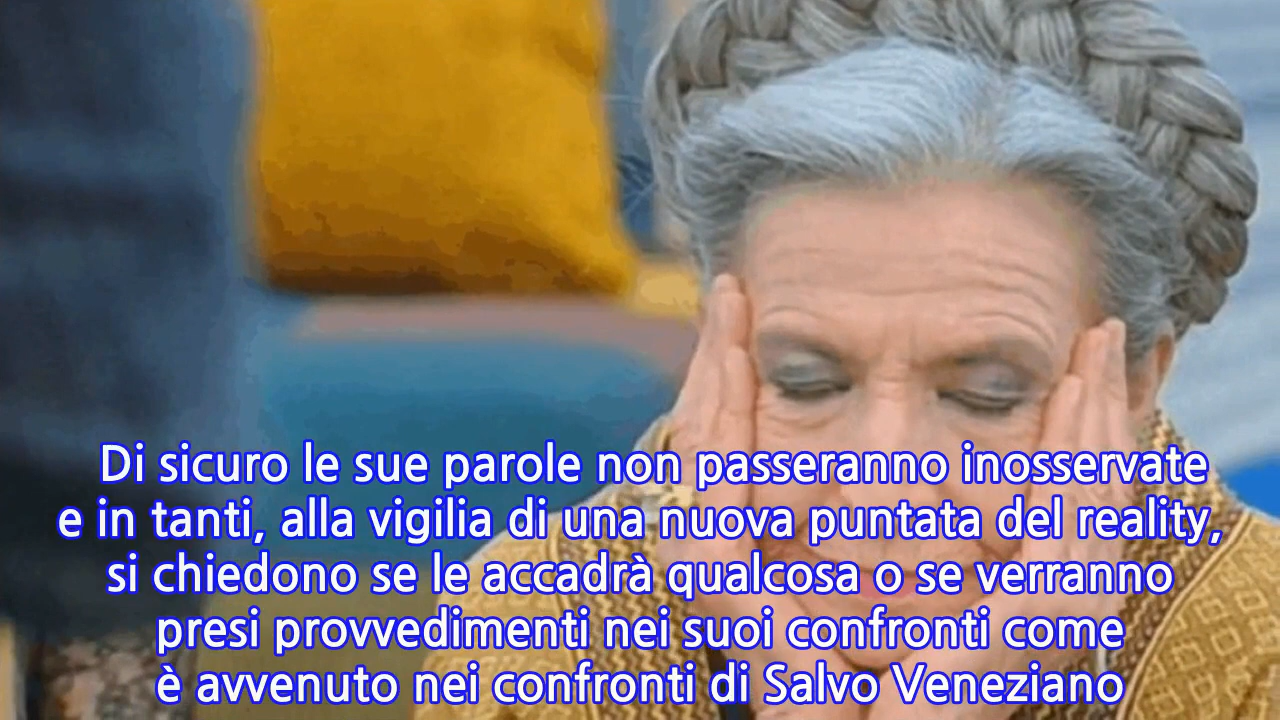 Di sicuro le sue parole non passeranno inosservate
e in tanti, alla vigilia di una nuova puntata del reality,
si chiedono se le accadrà qualcosa o se verranno
presi provvedimenti nei suoi confronti come
è avvenuto nei confronti di Salvo Veneziano